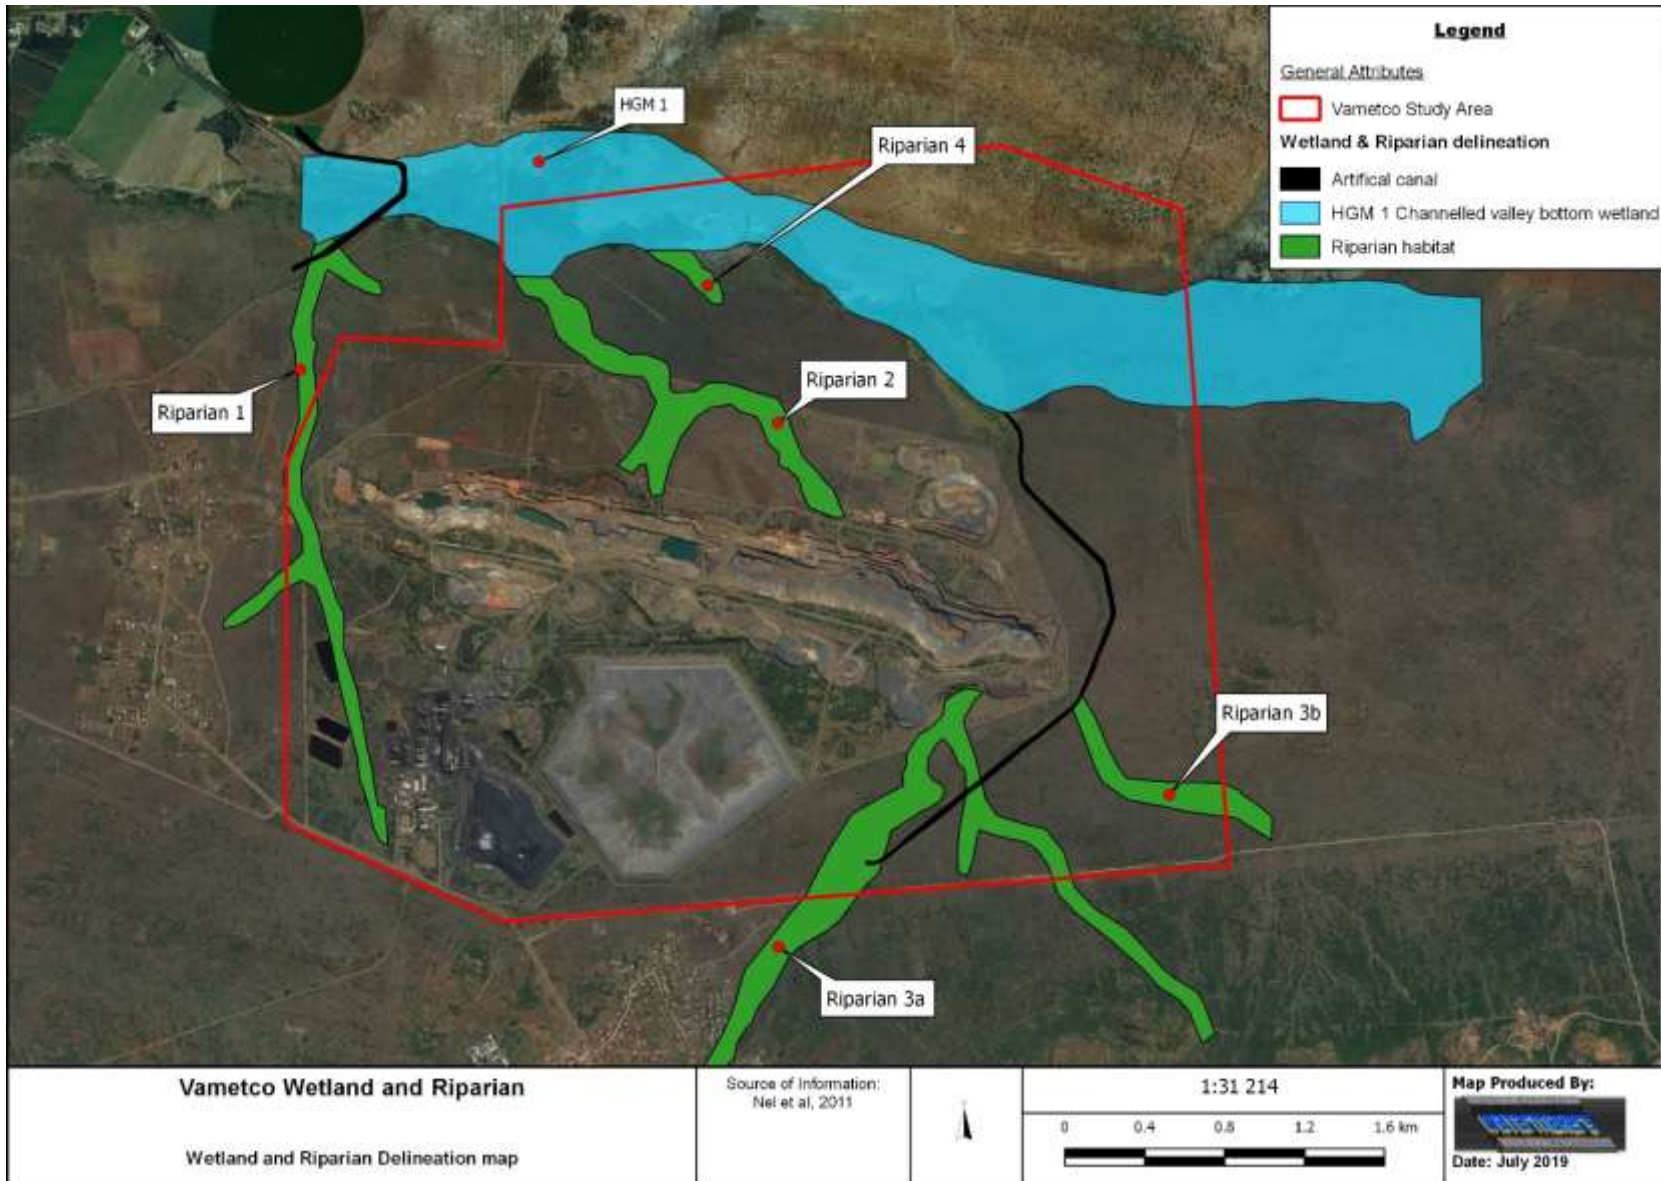 Legend
General Attributes
Vametco Study Area
Wetland & Riparian delineation
Artifical canal
HGM 1 Channelled valley bottom wetland
Riparian habitat
HGM 1
Riparian 4
Riparian 2
Riparian 1
Riparian 3b
Riparian 3a
Vametco Wetland and Riparian
Wetland and Riparian Delineation map
Source of Information:
Nel et al, 2011
1:31 214
0 0.4 0.8 1.2 1.6 km
Map Produced By:
Date: July 2019